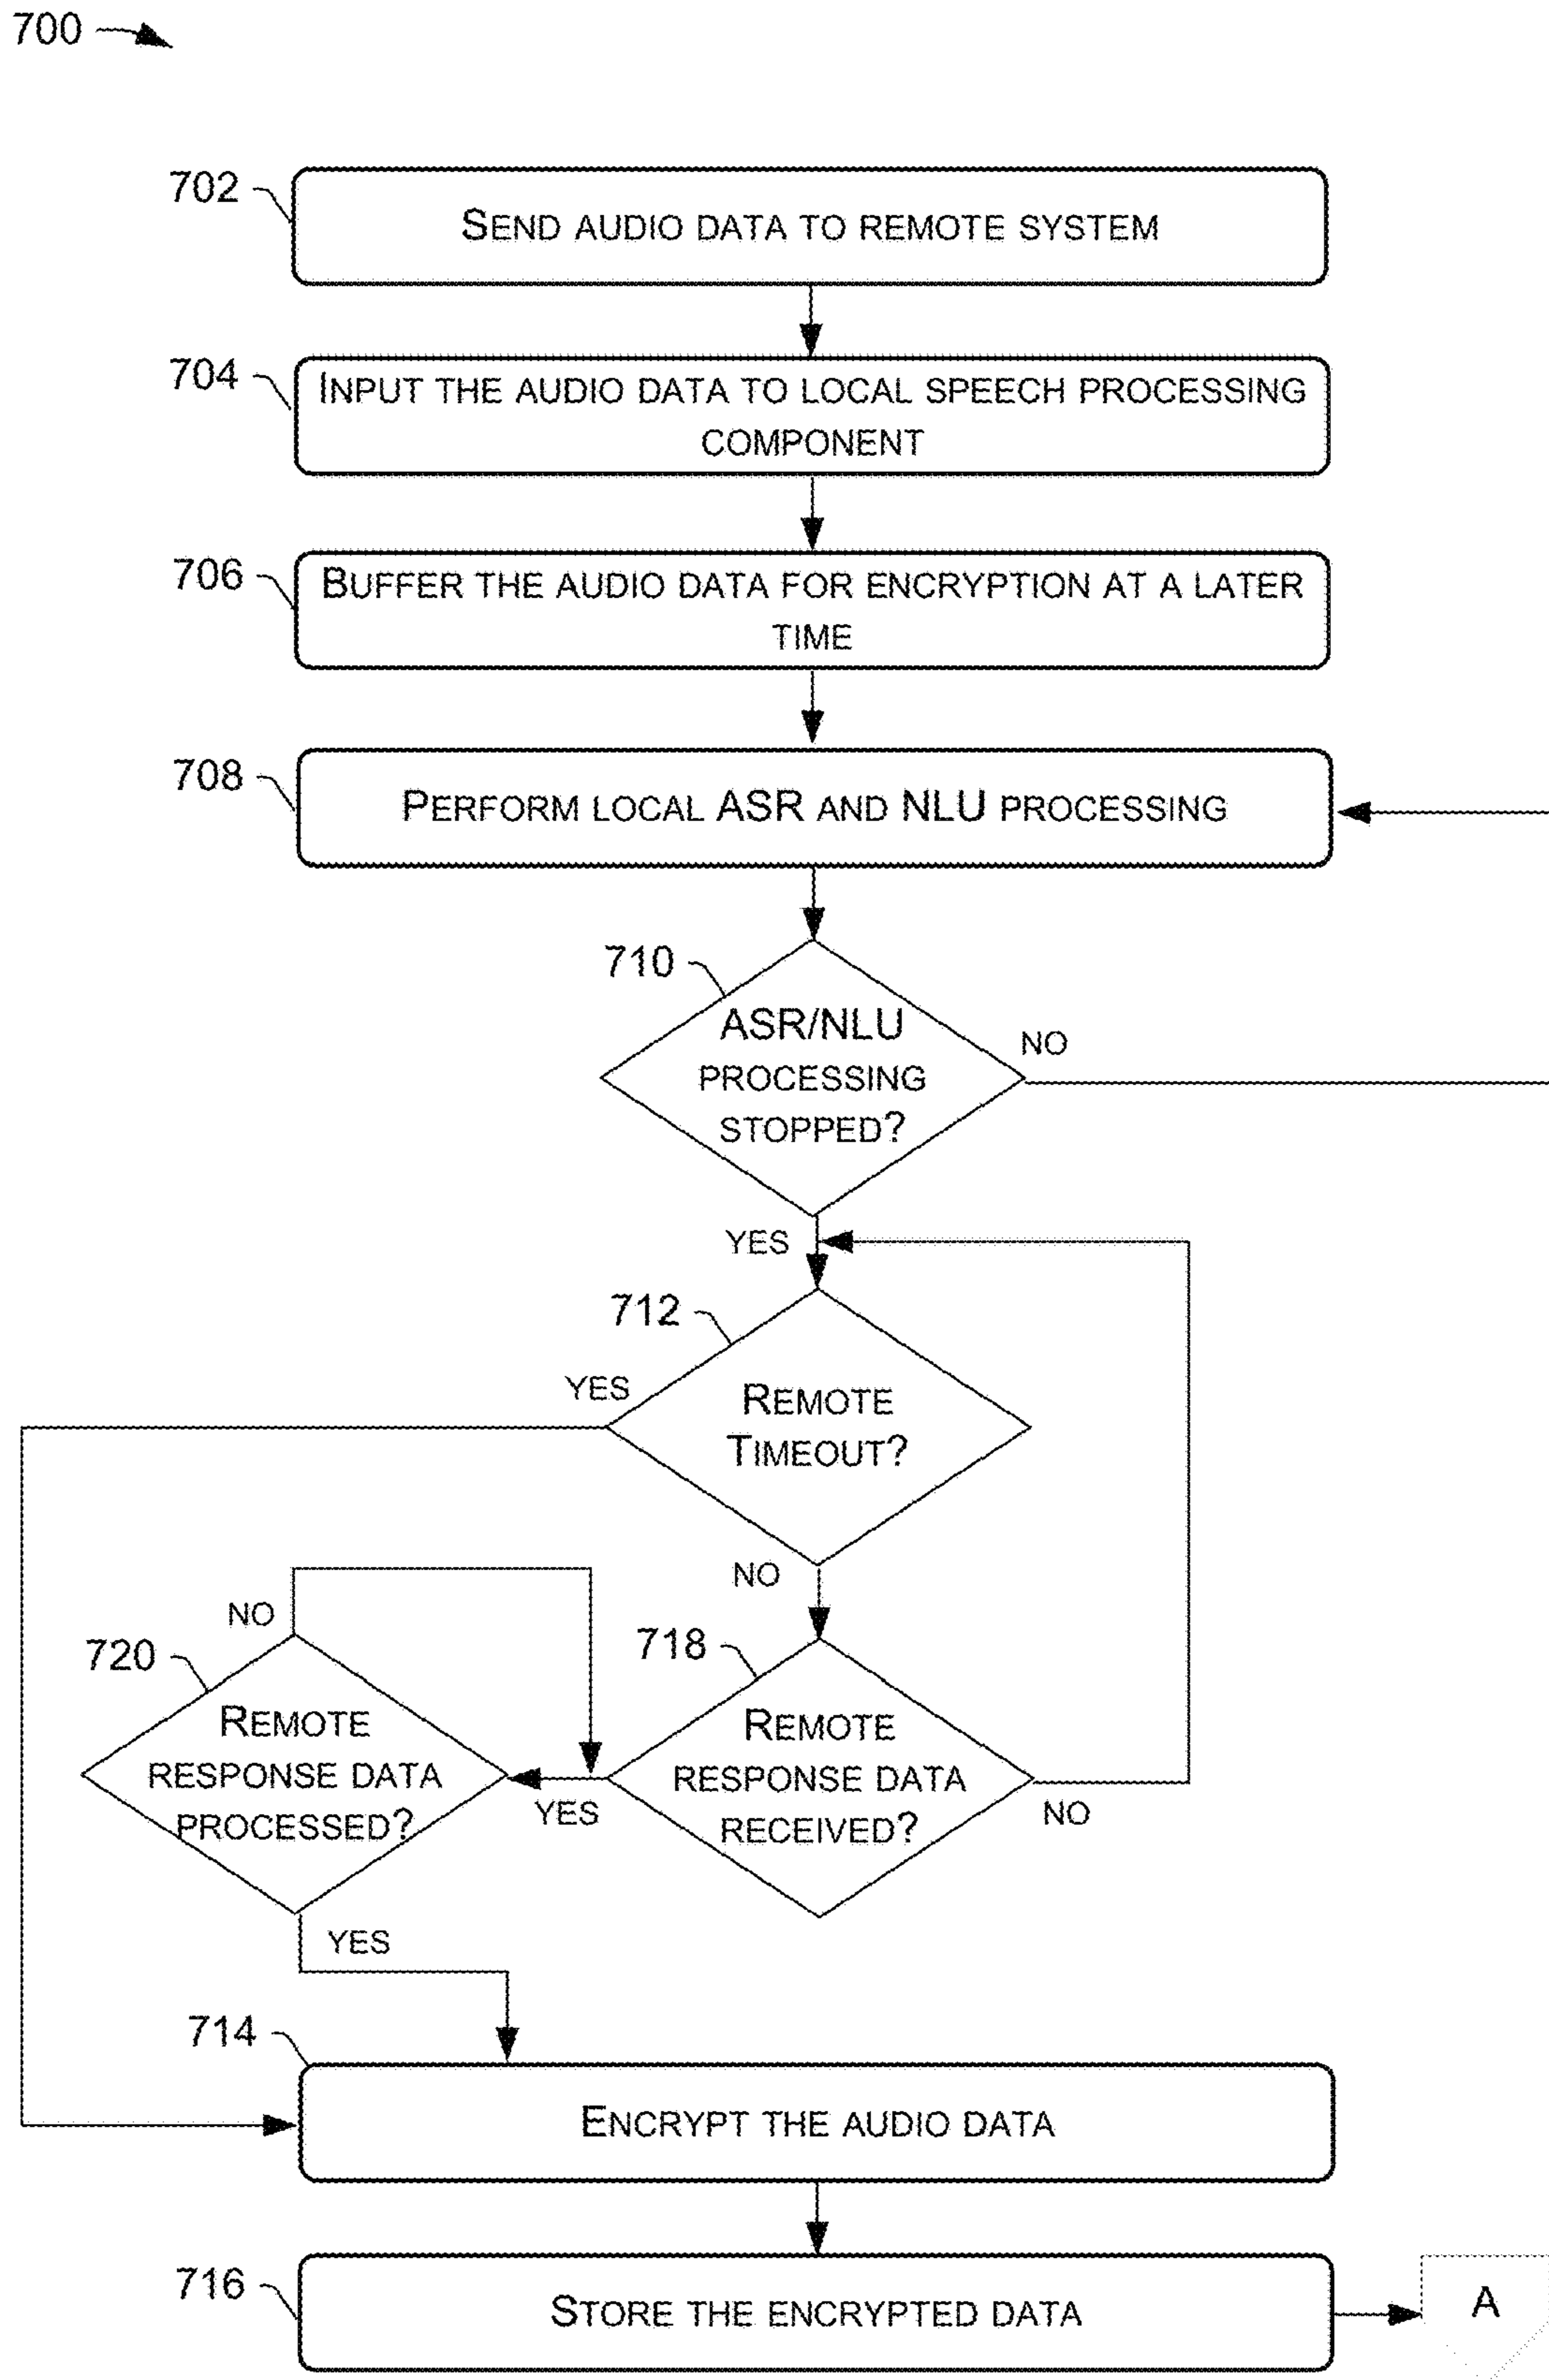 700
702
SEND AUDIO DATA TO REMOTE SYSTEM
704
INPUT THE AUDIO DATA TO LOCAL SPEECH PROCESSING
COMPONENT
706
BUFFER THE AUDIO DATA FOR ENCRYPTION AT A LATER
TIME
708
PERFORM LOCAL ASR AND NLU PROCESSING
710
ASR/NLU
PROCESSING
STOPPED?
NO
YES
712
YES
REMOTE
TIMEOUT?
NO
NO
720
718
REMOTE
RESPONSE DATA
PROCESSED?
YES
REMOTE
RESPONSE DATA
RECEIVED?
NO
YES
714
ENCRYPT THE AUDIO DATA
716
STORE THE ENCRYPTED DATA
A